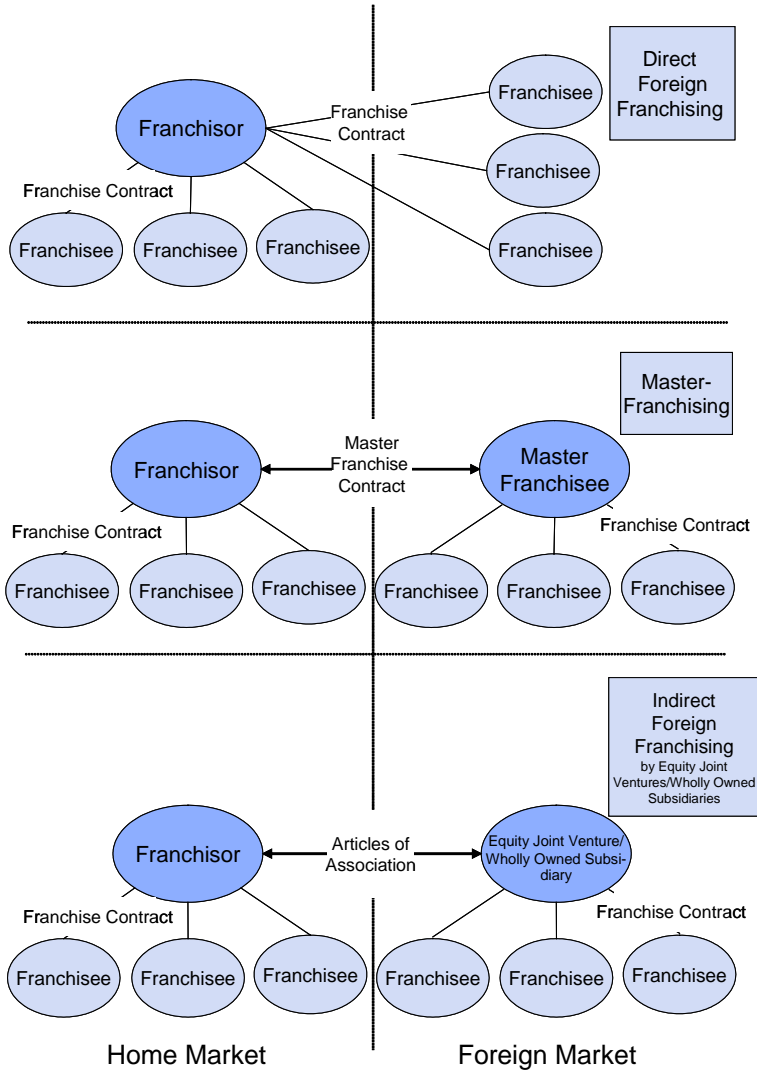 Direct
Foreign
Franchising
Franchisor
Franchise
Contract
Franchisee
Franchisee
Franchisee
Franchise Contract
Franchisee
Franchisee
Franchisee
Master-
Franchising
Franchisor
Master
Franchise
Contract
Master
Franchisee
Franchise Contract
Franchise Contract
Franchisee
Franchisee
Franchisee
Franchisee
Franchisee
Franchisee
Indirect
Foreign
Franchising
by Equity Joint
Ventures/Wholly Owned
Subsidiaries
Franchisor
Articles of
Association
Equity Joint Venture/
Wholly Owned Subsi-
diary
Franchise Contract
Franchise Contract
Franchisee
Franchisee
Franchisee
Franchisee
Franchisee
Franchisee
Home Market
Foreign Market